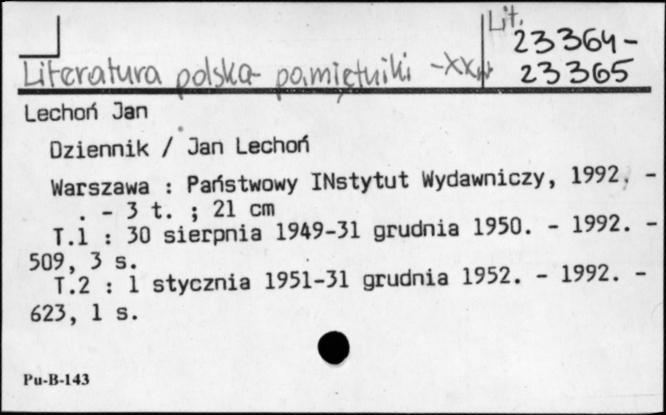 Lit.
23364-
23365
Literatura polska - pamiętniki - XX w
Lechoń Jan
Dziennik / Jan Lechoń
Warszawa : Państwowy INstytut Wydawniczy, 1992, -
. - 3 t. ; 21 cm
T.1 : 30 sierpnia 1949-31 grudnia 1950. - 1992. -
509, 3 s.
T.2 : 1 stycznia 1951-31 grudnia 1952. - 1992. -
623, 1 s.
Pu-B-143